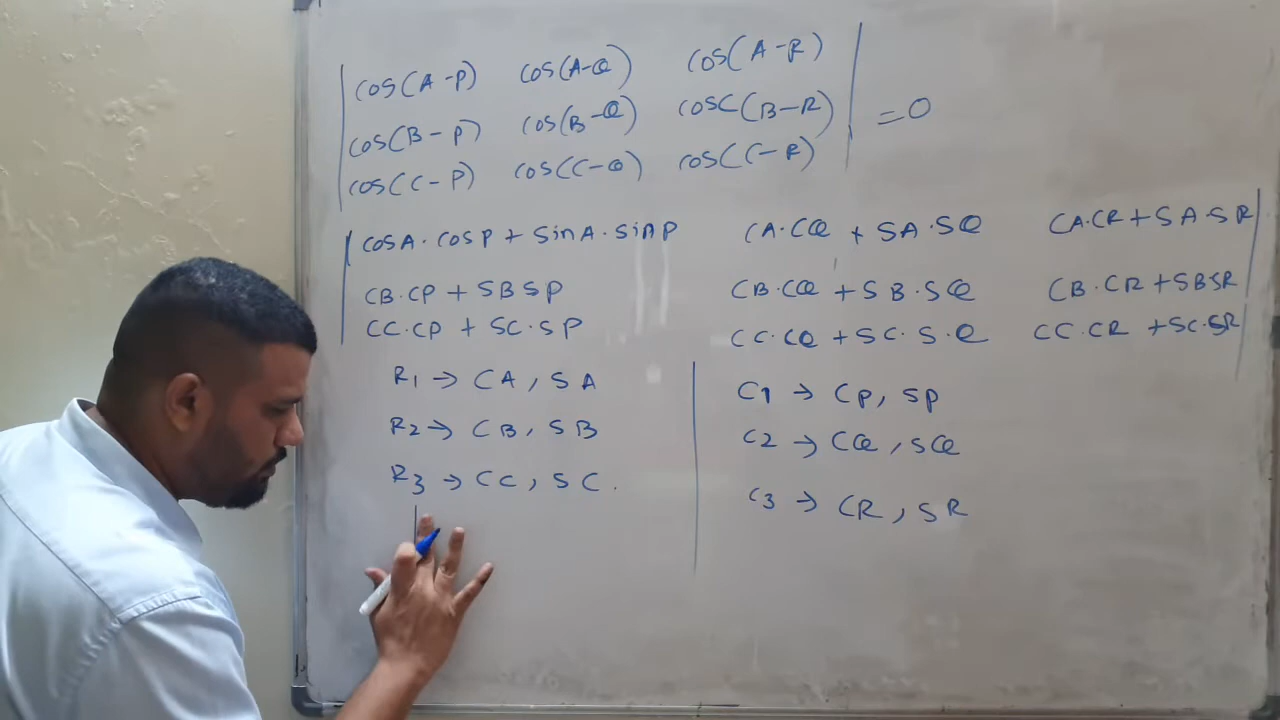 | cos(A-P) cos(A-Q) cos(A-R) |
| cos(B-P) cos(B-Q) cosC(B-R) | =0
| cos(C-P) cos(C-Q) cos(C-R) |
| cosA·cosP + sinA·sinP CA·CQ + SA·SQ CA·CR + SA·SR |
| CB·CP + SBSP CB·CQ + SB·SQ CB·CR + SBSR |
| CC·CP + SC·SP CC·CQ + SC·S·Q CC·CR + SC·SR |
R1 → CA, SA
R2 → CB, SB
R3 → CC, SC.
C1 → CP, SP
C2 → CQ, SQ
C3 → CR, SR